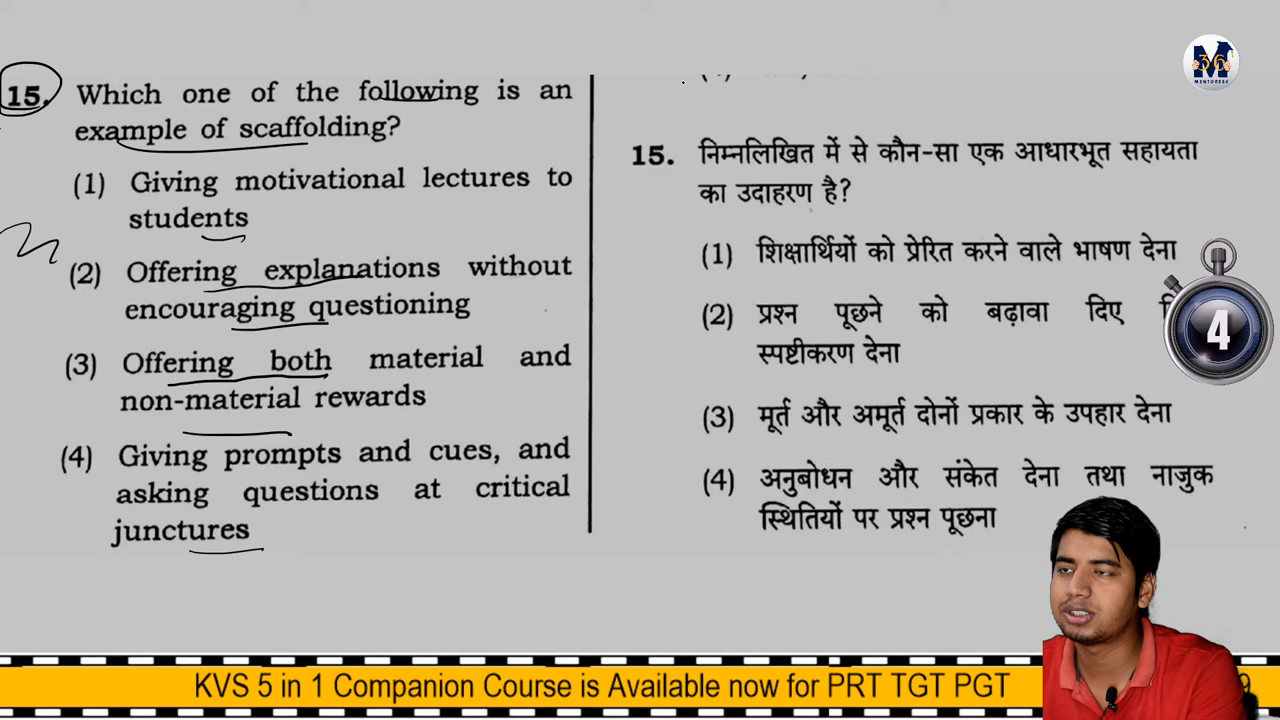 M
36
MENTORS36
15. Which one of the following is an
example of scaffolding?
(1) Giving motivational lectures to
students
(2) Offering explanations without
encouraging questioning
(3) Offering both material and
non-material rewards
(4) Giving prompts and cues, and
asking questions at critical
junctures
15. निम्नलिखित में से कौन-सा एक आधारभूत सहायता
का उदाहरण है?
(1) शिक्षार्थियों को प्रेरित करने वाले भाषण देना
(2) प्रश्न पूछने को बढ़ावा दिए
स्पष्टीकरण देना
(3) मूर्त और अमूर्त दोनों प्रकार के उपहार देना
(4) अनुबोधन और संकेत देना तथा नाजुक
स्थितियों पर प्रश्न पूछना
4
KVS 5 in 1 Companion Course is Available now for PRT TGT PGT
9